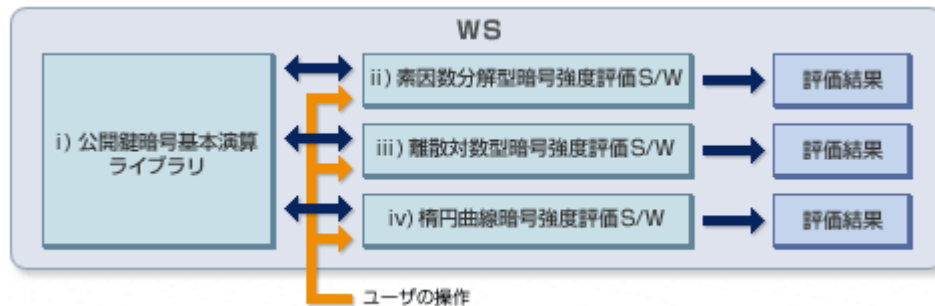 WS
i) 公開鍵暗号基本演算
ライブラリ
ii) 素因数分解型暗号強度評価S/W
評価結果
iii) 離散対数型暗号強度評価S/W
評価結果
iv) 楕円曲線暗号強度評価S/W
評価結果
ユーザの操作